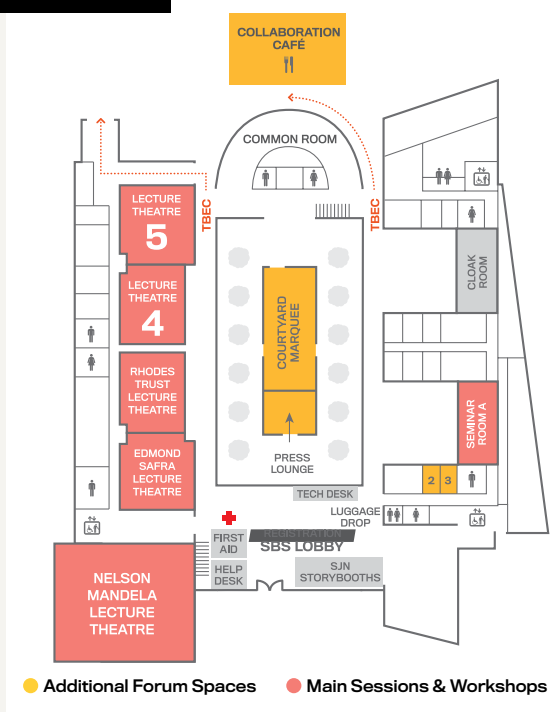 COLLABORATION
CAFÉ
COMMON ROOM
TBEC
TBEC
LECTURE
THEATRE
5
LECTURE
THEATRE
4
RHODES
TRUST
LECTURE
THEATRE
EDMOND
SAFRA
LECTURE
THEATRE
COURTYARD
MARQUEE
PRESS
LOUNGE
CLOAK
ROOM
SEMINAR
ROOM A
2 3
TECH DESK
LUGGAGE
DROP
REGISTRATION
SBS LOBBY
FIRST
AID
HELP
DESK
SJN
STORYBOOTHS
NELSON
MANDELA
LECTURE
THEATRE
Additional Forum Spaces
Main Sessions & Workshops